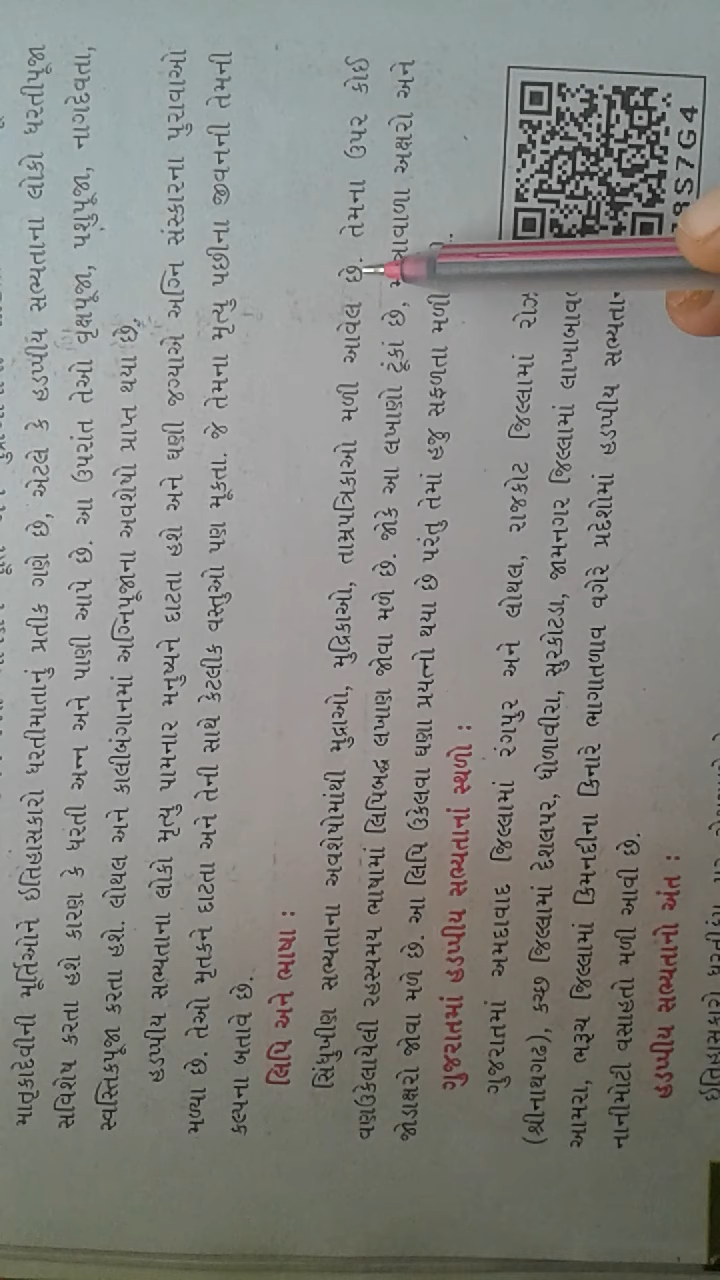 માતૃકાદેવીની મૂર્તિઓને ઇતિહાસકારો ધરતીમાતાનું પ્રતીક ગણે છે, એટલે કે હડપ્પીય સભ્યતાના લોકો ધરતીપૂજા
સવિશેષ કરતા હશે કારણ કે ધરતી અન્ન અને પાણી આપે છે. આ ઉપરાંત તેઓ વૃક્ષપૂજા, પશુપૂજા, નાગદેવતા,
સ્વસ્તિકપૂજા કરતા હશે. લોથલ અને કાલીબંગાનમાં અગ્નિપૂજાના અવશેષો પ્રાપ્ત થયા છે.
હડપ્પીય સભ્યતાના લોકો મૃત્યુ પામનાર મનુષ્યને દાટતા હશે અને ઘણી જગ્યાએ અગ્નિ સંસ્કારના પુરાવાઓ
મળ્યા છે. તેઓ મૃતકને દાટતા અને તેની સાથે કેટલીક વસ્તુઓ પણ મૂકતા. જે તેમના મૃત્યુ પછીના જીવનની તેમની
કલ્પના બતાવે છે.
લિપિ અને ભાષા :
સિંધુખીણ સભ્યતાના અવશેષોમાંથી મુદ્રાઓ, મુદ્રિકાઓ, તામ્રપત્રિકાઓ મળી આવેલ છે. તેમના ઉપર કોઈ
વણઉકેલાયેલી રહસ્યમય ભાષામાં લિપિબદ્ધ લખાણ જોવા મળે છે. જોકે આ લખાણો ટૂંકાં છે, અક્ષરો અને
જોડાક્ષરો જોવા મળે છે. આ લિપિ ઉકેલવા ઘણા પ્રયત્નો થયા છે પરંતુ તેમાં હજુ સફળતા મળી
ગુજરાતમાં હડપ્પીય સભ્યતાનાં સ્થળો :
ગુજરાતમાં અમદાવાદ જિલ્લામાં રંગપુર અને લોથલ, રાજકોટ જિલ્લામાં
(શ્રીનાથગઢ), કચ્છ જિલ્લામાં દેશલપર, ધોળાવીરા, સુરકોટડા, જામનગર જિલ્લામાં
આમરા, ભરૂચ જિલ્લામાં કિમનદીના કિનારે ભાગાતળાવ વગેરે પ્રદેશોમાં હડપ્પીય
નાનીમોટી વસાહતો મળી આવી છે.
હડપ્પીય સભ્યતાનો અંત :
8S7G4